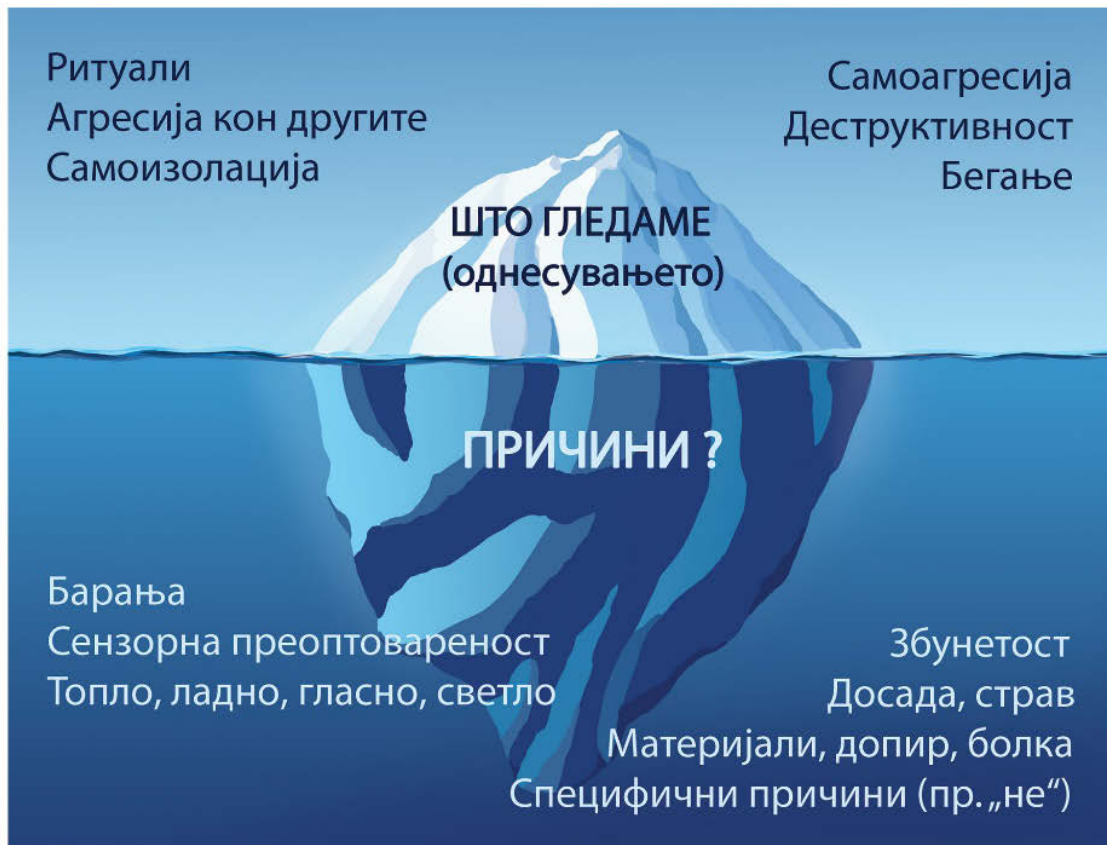 Ритуали
Агресија кон другите
Самоизолација
Самоагресија
Деструктивност
Бегање
ШТО ГЛЕДАМЕ
(однесувањето)
ПРИЧИНИ ?
Барања
Сензорна преоптовареност
Топло, ладно, гласно, светло
Збунетост
Досада, страв
Материјали, допир, болка
Специфични причини (пр. „не“)